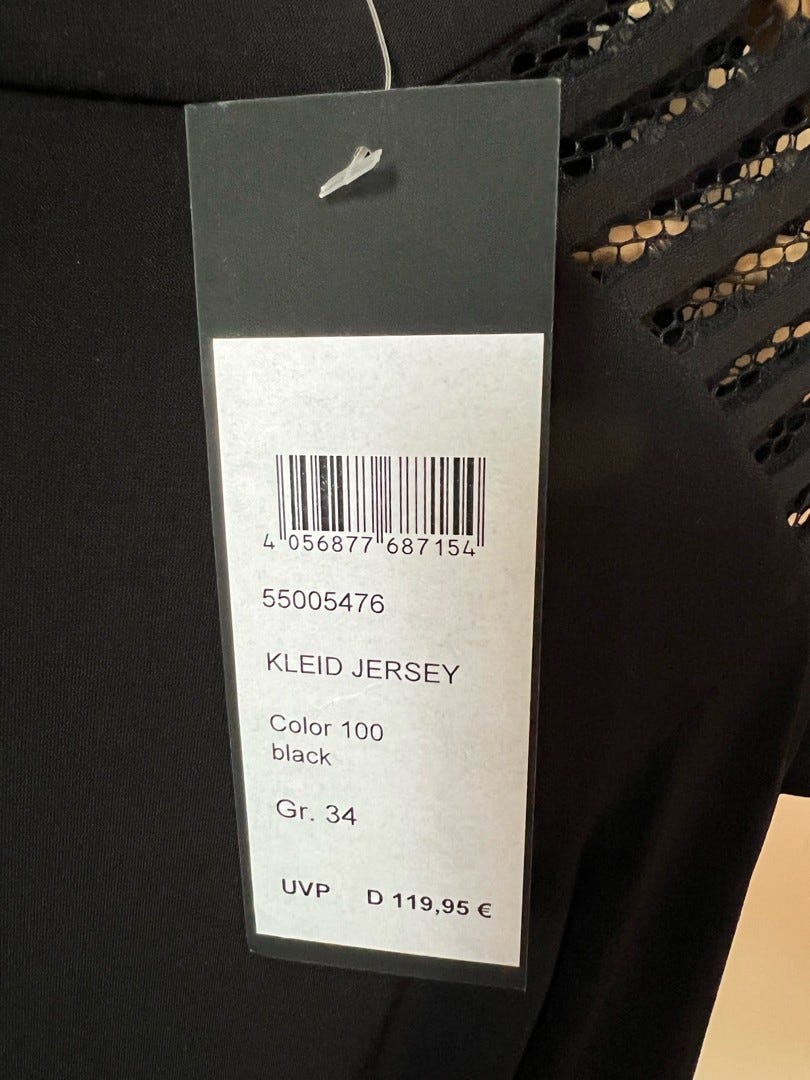 4 056877 687154
55005476
KLEID JERSEY
Color 100
black
Gr. 34
UVP D 119,95 €